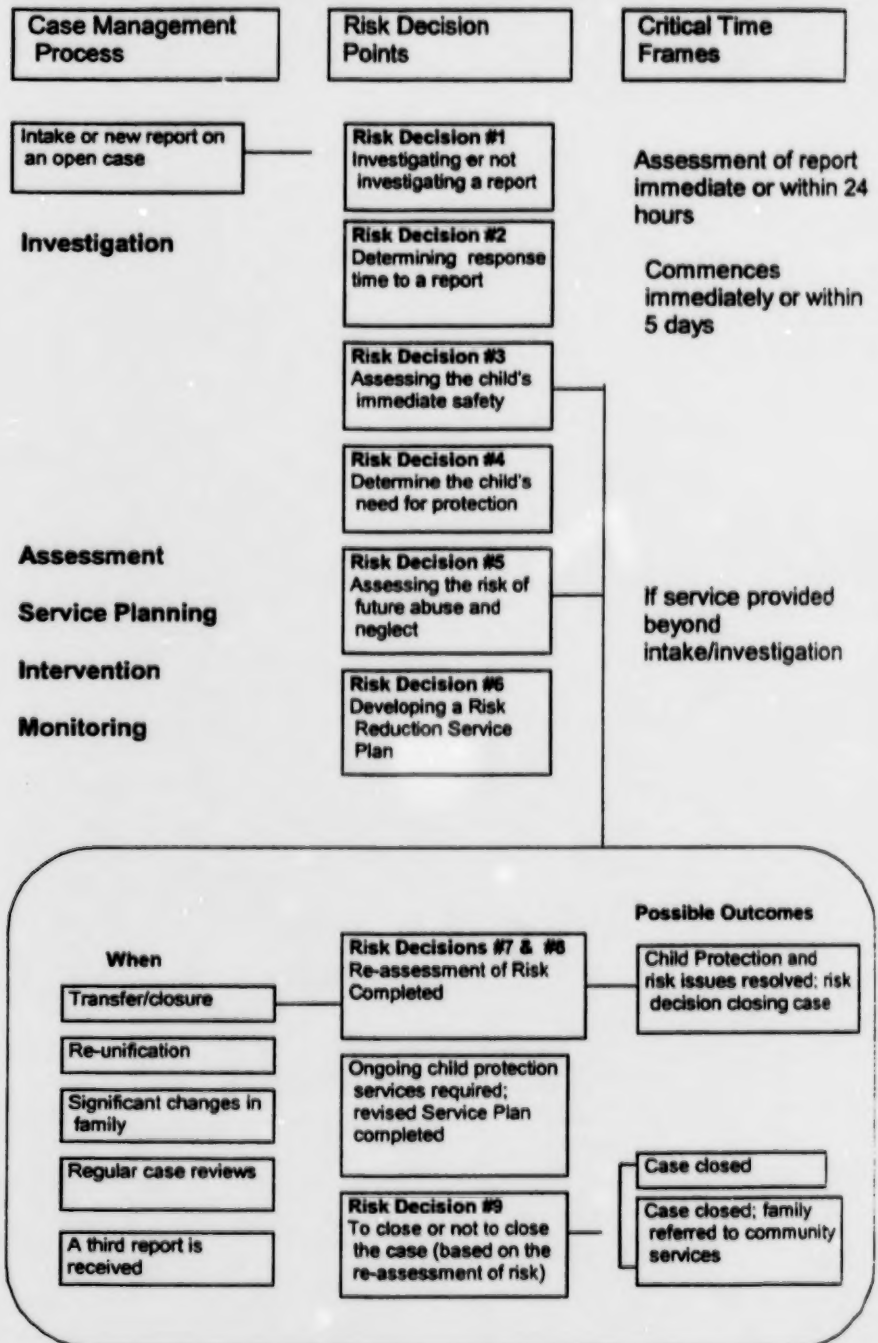 Case Management
Process
Risk Decision
Points
Critical Time
Frames
Intake or new report on
an open case
Risk Decision #1
Investigating or not
investigating a report
Assessment of report
immediate or within 24
hours
Investigation
Risk Decision #2
Determining response
time to a report
Commences
immediately or within
5 days
Risk Decision #3
Assessing the child's
immediate safety
Risk Decision #4
Determine the child's
need for protection
Assessment
Service Planning
Intervention
Monitoring
Risk Decision #5
Assessing the risk of
future abuse and
neglect
If service provided
beyond
intake/investigation
Risk Decision #6
Developing a Risk
Reduction Service
Plan
When
Transfer/closure
Re-unification
Significant changes in
family
Regular case reviews
A third report is
received
Risk Decisions #7 & #8
Re-assessment of Risk
Completed
Ongoing child protection
services required;
revised Service Plan
completed
Risk Decision #9
To close or not to close
the case (based on the
re-assessment of risk)
Possible Outcomes
Child Protection and
risk issues resolved; risk
decision closing case
Case closed
Case closed; family
referred to community
services